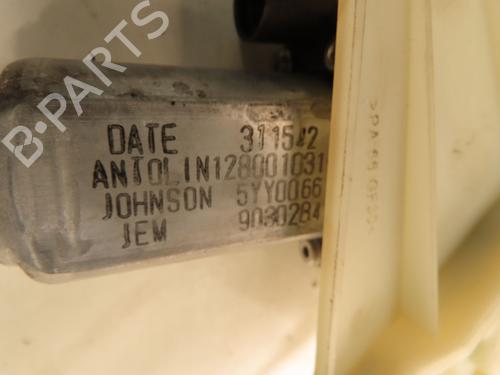 DATE 311542
ANTOLIN 128001031
JOHNSON 5YY0066
JEM 9030284
B-PARTS